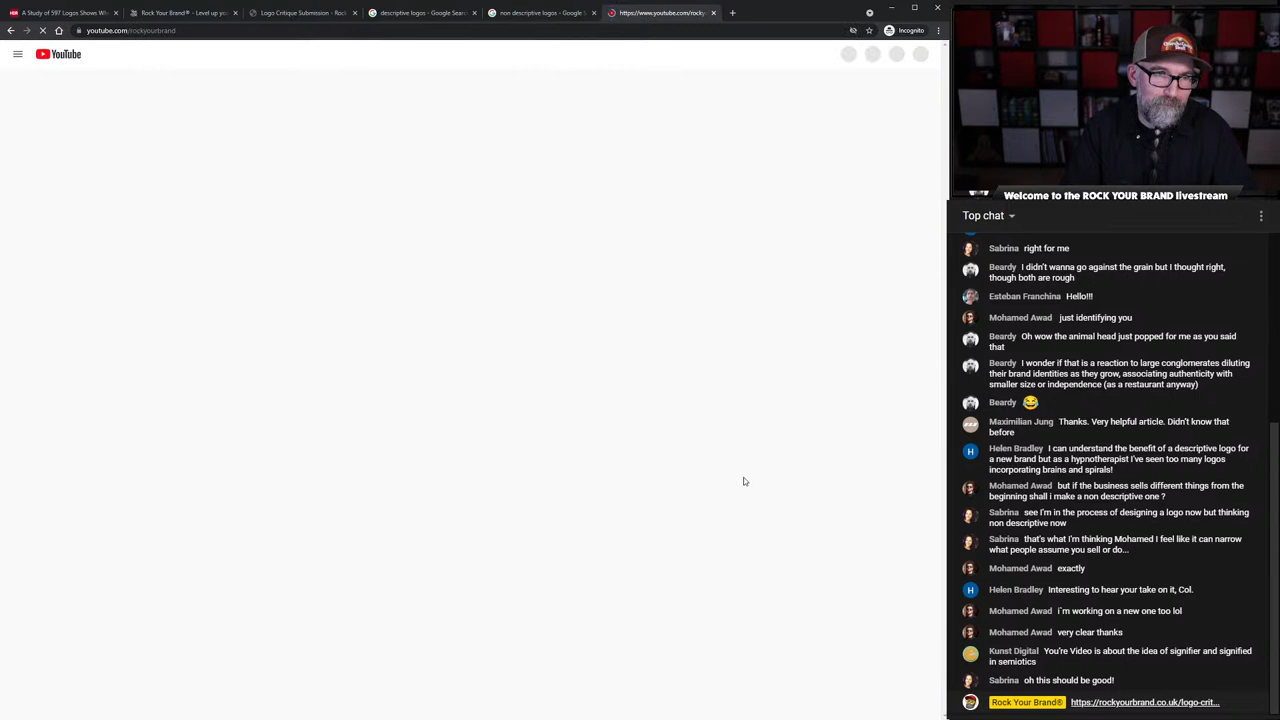 A Study of 597 Logos Shows Wh
Rock Your Brand® – Level up yo
Logo Critique Submission - Roc
descriptive logos - Google Sear
non descriptive logos - Google S
https://www.youtube.com/rocky
youtube.com/rockyourbrand
Incognito
YouTube
Welcome to the ROCK YOUR BRAND livestream
Top chat
Sabrina right for me
Beardy I didn't wanna go against the grain but I thought right,
though both are rough
Esteban Franchina Hello!!!
Mohamed Awad just identifying you
Beardy Oh wow the animal head just popped for me as you said
that
Beardy I wonder if that is a reaction to large conglomerates diluting
their brand identities as they grow, associating authenticity with
smaller size or independence (as a restaurant anyway)
Beardy 😂
Maximilian Jung Thanks. Very helpful article. Didn't know that
before
H Helen Bradley I can understand the benefit of a descriptive logo for
a new brand but as a hypnotherapist I've seen too many logos
incorporating brains and spirals!
Mohamed Awad but if the business sells different things from the
beginning shall i make a non descriptive one ?
Sabrina see I'm in the process of designing a logo now but thinking
non descriptive now
Sabrina that's what I'm thinking Mohamed I feel like it can narrow
what people assume you sell or do...
Mohamed Awad exactly
H Helen Bradley Interesting to hear your take on it, Col.
Mohamed Awad i`m working on a new one too lol
Mohamed Awad very clear thanks
Kunst Digital You're Video is about the idea of signifier and signified
in semiotics
Sabrina oh this should be good!
Rock Your Brand® https://rockyourbrand.co.uk/logo-crit...